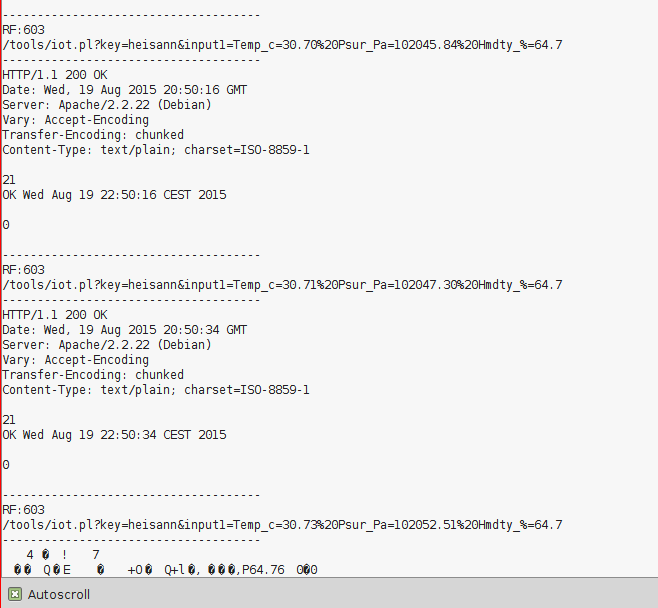 -------------------------------------
RF:603
/tools/iot.pl?key=heisann&input1=Temp_c=30.70%20Psur_Pa=102045.84%20Hmdty_%=64.7
-------------------------------------
HTTP/1.1 200 OK
Date: Wed, 19 Aug 2015 20:50:16 GMT
Server: Apache/2.2.22 (Debian)
Vary: Accept-Encoding
Transfer-Encoding: chunked
Content-Type: text/plain; charset=ISO-8859-1
21
OK Wed Aug 19 22:50:16 CEST 2015
0
-------------------------------------
RF:603
/tools/iot.pl?key=heisann&input1=Temp_c=30.71%20Psur_Pa=102047.30%20Hmdty_%=64.7
-------------------------------------
HTTP/1.1 200 OK
Date: Wed, 19 Aug 2015 20:50:34 GMT
Server: Apache/2.2.22 (Debian)
Vary: Accept-Encoding
Transfer-Encoding: chunked
Content-Type: text/plain; charset=ISO-8859-1
21
OK Wed Aug 19 22:50:34 CEST 2015
0
-------------------------------------
RF:603
/tools/iot.pl?key=heisann&input1=Temp_c=30.73%20Psur_Pa=102052.51%20Hmdty_%=64.7
-------------------------------------
4 � ! 7
�� Q�E � +O� Q+l�, ���,P64.76 0�0
Autoscroll